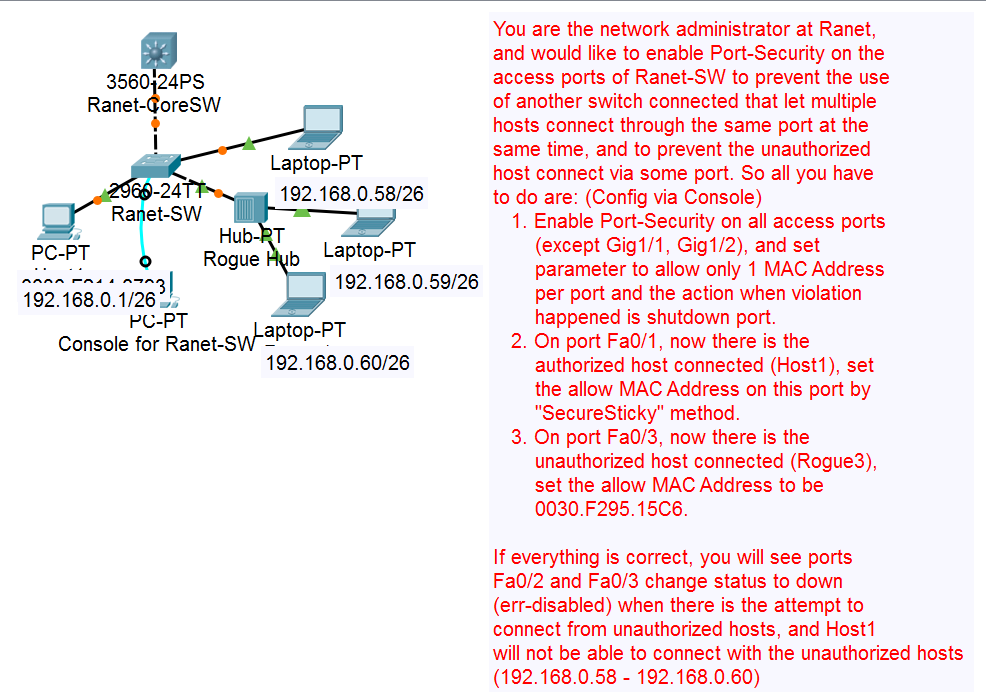 3560-24PS
Ranet-CoreSW
Laptop-PT
192.168.0.58/26
2960-24TT
Ranet-SW
PC-PT
Hub-PT
Rogue Hub
Laptop-PT
192.168.0.59/26
192.168.0.1/26
PC-PT
Console for Ranet-SW
Laptop-PT
192.168.0.60/26
You are the network administrator at Ranet,
and would like to enable Port-Security on the
access ports of Ranet-SW to prevent the use
of another switch connected that let multiple
hosts connect through the same port at the
same time, and to prevent the unauthorized
host connect via some port. So all you have
to do are: (Config via Console)
1. Enable Port-Security on all access ports
(except Gig1/1, Gig1/2), and set
parameter to allow only 1 MAC Address
per port and the action when violation
happened is shutdown port.
2. On port Fa0/1, now there is the
authorized host connected (Host1), set
the allow MAC Address on this port by
"SecureSticky" method.
3. On port Fa0/3, now there is the
unauthorized host connected (Rogue3),
set the allow MAC Address to be
0030.F295.15C6.
If everything is correct, you will see ports
Fa0/2 and Fa0/3 change status to down
(err-disabled) when there is the attempt to
connect from unauthorized hosts, and Host1
will not be able to connect with the unauthorized hosts
(192.168.0.58 - 192.168.0.60)